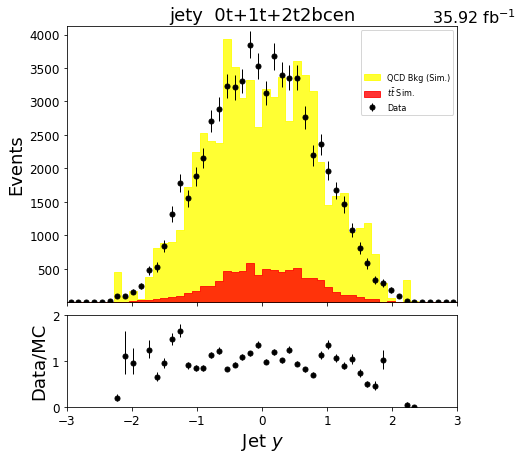 jety 0t+1t+2t2bcen
35.92 fb⁻¹
4000
3500
3000
2500
2000
1500
1000
500
Events
QCD Bkg (Sim.)
tt̄ Sim.
Data
2
1
0
Data/MC
−3 −2 −1 0 1 2 3
Jet y